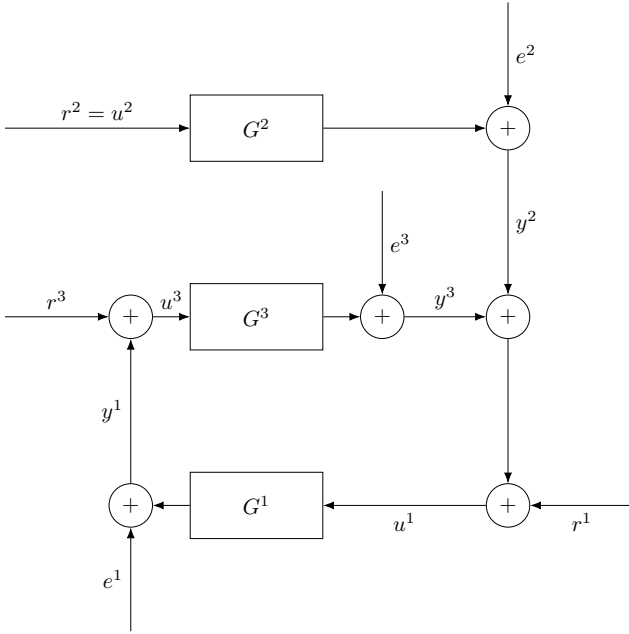 e²
r² = u²
G²
+
y²
e³
r³
+
u³
G³
+
y³
+
y¹
+
G¹
u¹
+
r¹
e¹